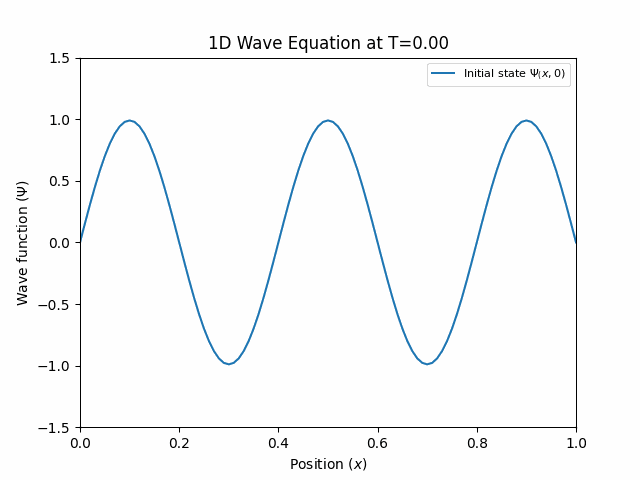 1D Wave Equation at T=0.00
Initial state Ψ(x, 0)
Wave function (Ψ)
1.5
1.0
0.5
0.0
−0.5
−1.0
−1.5
0.0 0.2 0.4 0.6 0.8 1.0
Position (x)